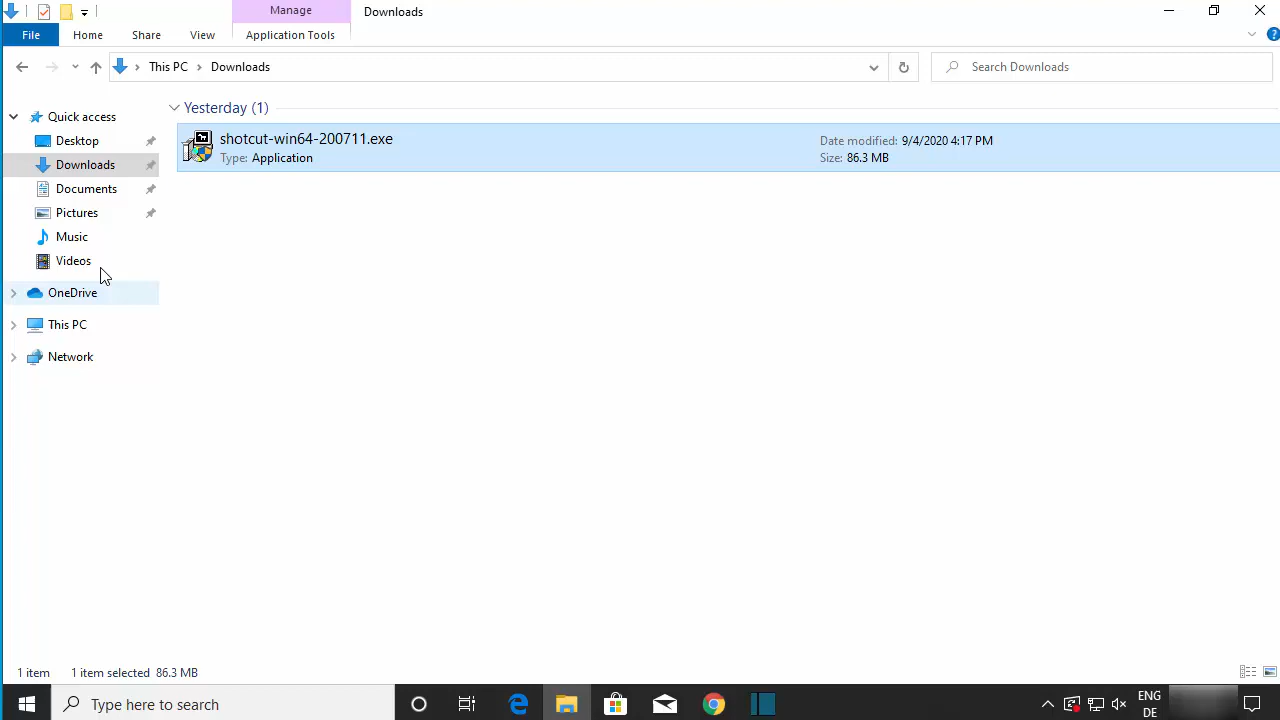 Manage
Downloads
File
Home
Share
View
Application Tools
This PC
Downloads
Search Downloads
Quick access
Desktop
Downloads
Documents
Pictures
Music
Videos
OneDrive
This PC
Network
Yesterday (1)
shotcut-win64-200711.exe
Type: Application
Date modified: 9/4/2020 4:17 PM
Size: 86.3 MB
1 item
1 item selected 86.3 MB
Type here to search
ENG
DE